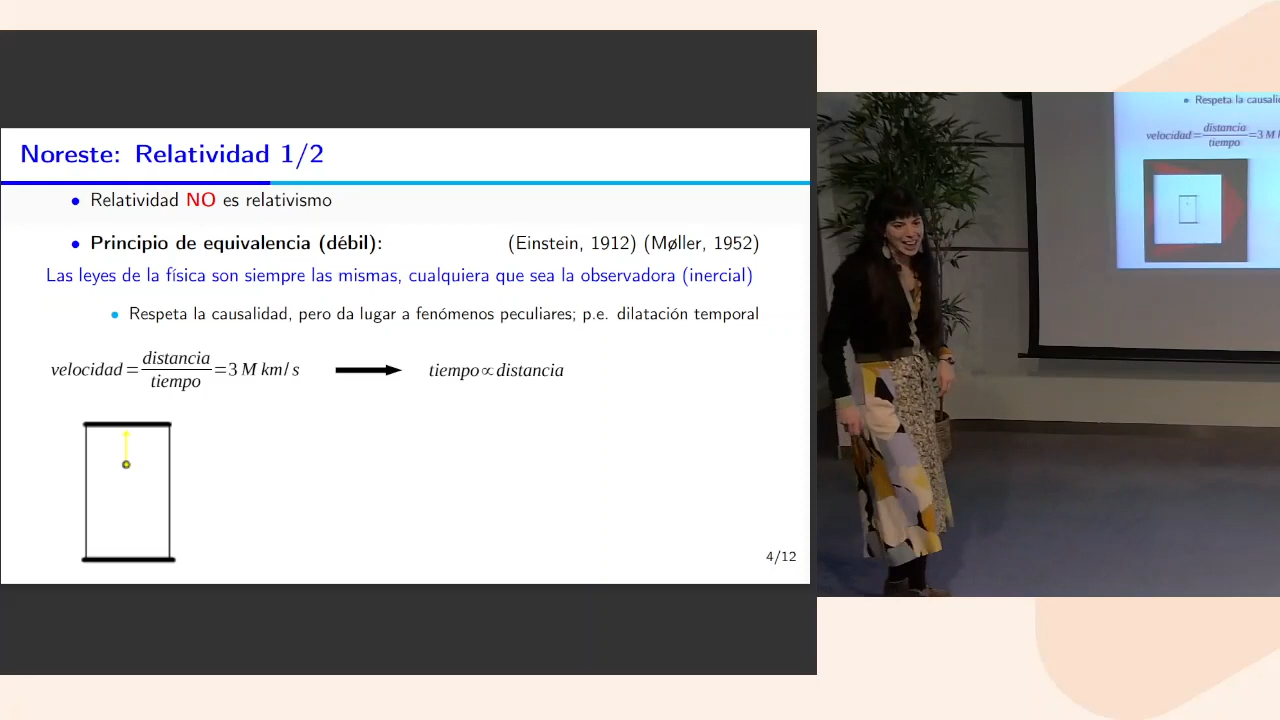 Noreste: Relatividad 1/2
• Relatividad NO es relativismo
• Principio de equivalencia (débil): (Einstein, 1912) (Møller, 1952)
Las leyes de la física son siempre las mismas, cualquiera que sea la observadora (inercial)
• Respeta la causalidad, pero da lugar a fenómenos peculiares; p.e. dilatación temporal
velocidad = distancia/tiempo = 3 M km/s → tiempo ∝ distancia
4/12
• Respeta la causali
velocidad = distancia/tiempo = 3 M